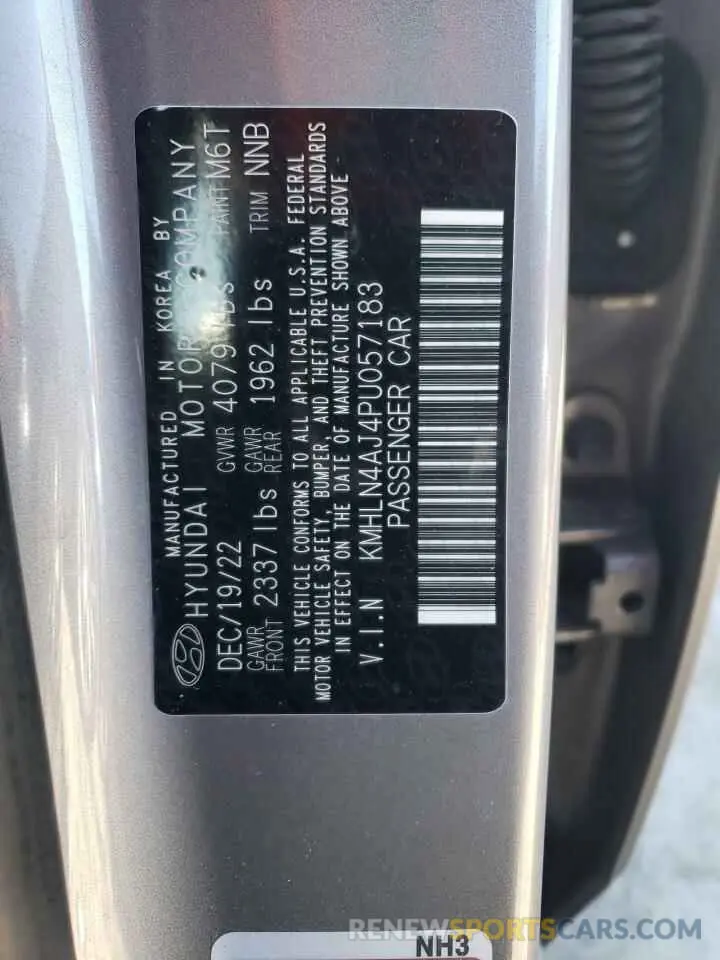 MANUFACTURED IN KOREA BY
HYUNDAI MOTOR COMPANY
DEC/19/22 GVWR 4079 lbs PAINT M6T
GAWR FRONT 2337 lbs GAWR REAR 1962 lbs TRIM NNB
THIS VEHICLE CONFORMS TO ALL APPLICABLE U.S.A. FEDERAL
MOTOR VEHICLE SAFETY, BUMPER, AND THEFT PREVENTION STANDARDS
IN EFFECT ON THE DATE OF MANUFACTURE SHOWN ABOVE
V.I.N KMHLN4AJ4PU057183
PASSENGER CAR
NH3
RENEWSPORTSCARS.COM